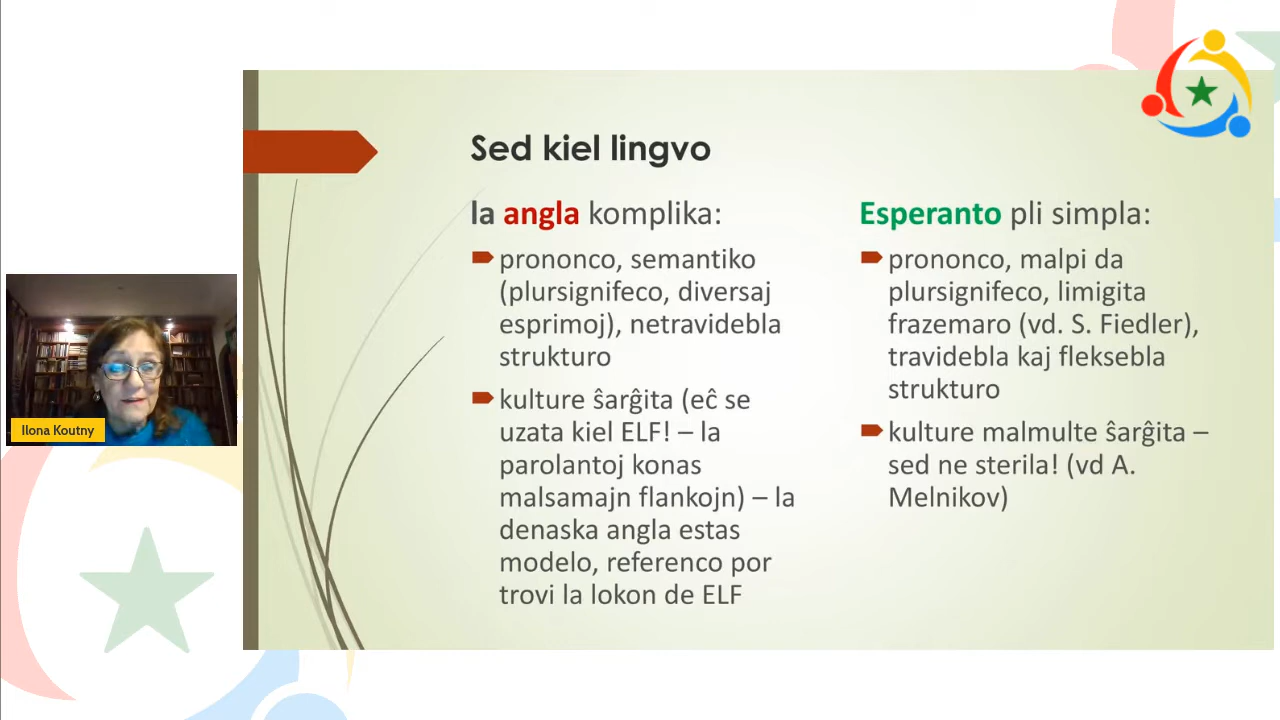 Sed kiel lingvo
la angla komplika:
prononco, semantiko
(plursignifeco, diversaj
esprimoj), netravidebla
strukturo
kulture ŝarĝita (eĉ se
uzata kiel ELF! – la
parolantoj konas
malsamajn flankojn) – la
denaska angla estas
modelo, referenco por
trovi la lokon de ELF
Esperanto pli simpla:
prononco, malpi da
plursignifeco, limigita
frazemaro (vd. S. Fiedler),
travidebla kaj fleksebla
strukturo
kulture malmulte ŝarĝita –
sed ne sterila! (vd A.
Melnikov)
Ilona Koutny